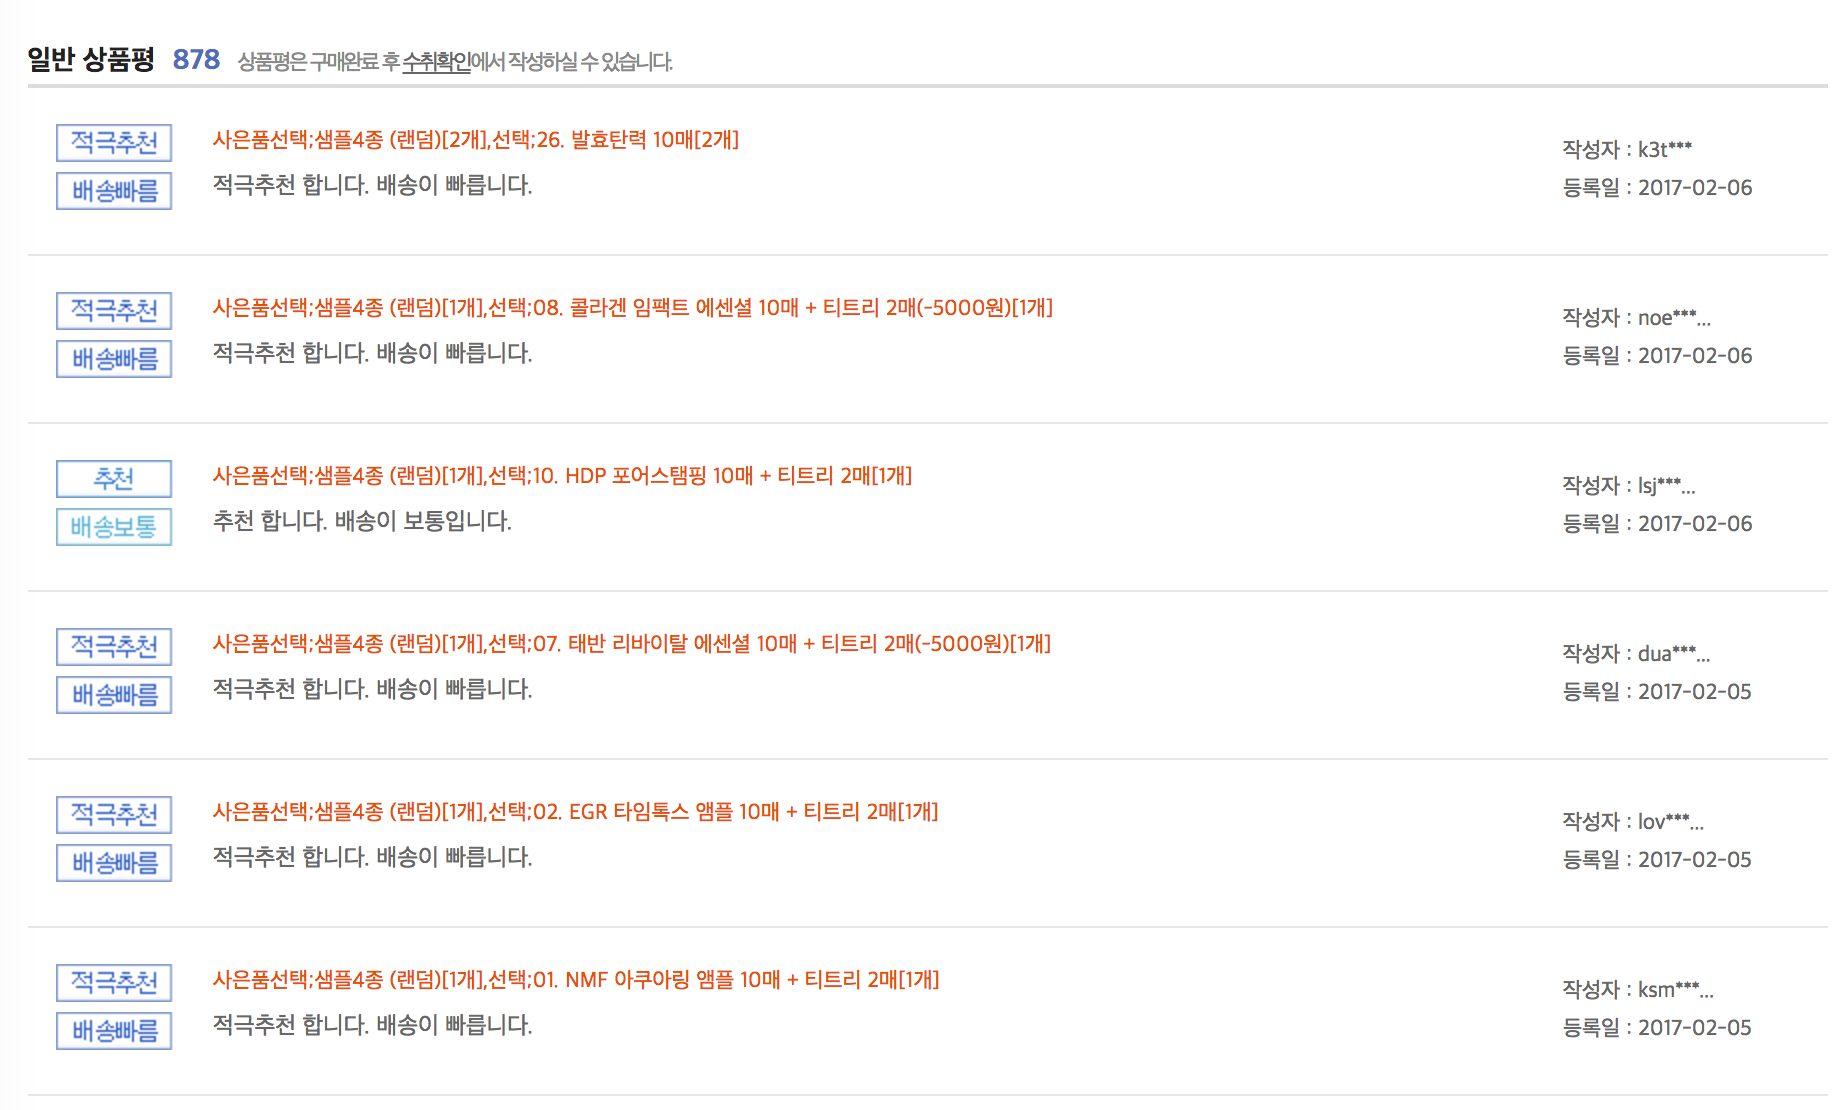 일반 상품평 878 상품평은 구매완료 후 수취확인에서 작성하실 수 있습니다.
적극추천 사은품선택;샘플4종 (랜덤)[2개],선택;26. 발효탄력 10매[2개] 작성자 : k3t***
배송빠름 적극추천 합니다. 배송이 빠릅니다. 등록일 : 2017-02-06
적극추천 사은품선택;샘플4종 (랜덤)[1개],선택;08. 콜라겐 임팩트 에센셜 10매 + 티트리 2매(-5000원)[1개] 작성자 : noe***...
배송빠름 적극추천 합니다. 배송이 빠릅니다. 등록일 : 2017-02-06
추천 사은품선택;샘플4종 (랜덤)[1개],선택;10. HDP 포어스탬핑 10매 + 티트리 2매[1개] 작성자 : lsj***...
배송보통 추천 합니다. 배송이 보통입니다. 등록일 : 2017-02-06
적극추천 사은품선택;샘플4종 (랜덤)[1개],선택;07. 태반 리바이탈 에센셜 10매 + 티트리 2매(-5000원)[1개] 작성자 : dua***...
배송빠름 적극추천 합니다. 배송이 빠릅니다. 등록일 : 2017-02-05
적극추천 사은품선택;샘플4종 (랜덤)[1개],선택;02. EGR 타임톡스 앰플 10매 + 티트리 2매[1개] 작성자 : lov***...
배송빠름 적극추천 합니다. 배송이 빠릅니다. 등록일 : 2017-02-05
적극추천 사은품선택;샘플4종 (랜덤)[1개],선택;01. NMF 아쿠아링 앰플 10매 + 티트리 2매[1개] 작성자 : ksm***...
배송빠름 적극추천 합니다. 배송이 빠릅니다. 등록일 : 2017-02-05